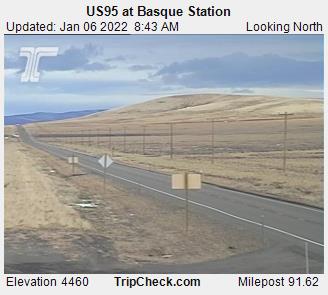 US95 at Basque Station
Updated: Jan 06 2022 8:43 AM Looking North
Elevation 4460 TripCheck.com Milepost 91.62